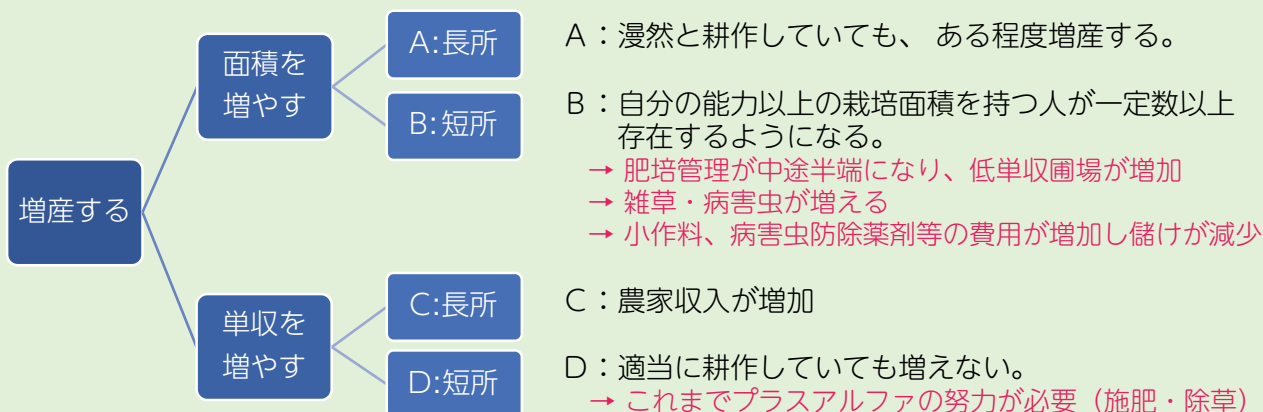 増産する
面積を
増やす
A:長所
B:短所
単収を
増やす
C:長所
D:短所
A：漫然と耕作していても、 ある程度増産する。
B：自分の能力以上の栽培面積を持つ人が一定数以上
存在するようになる。
→ 肥培管理が中途半端になり、低単収圃場が増加
→ 雑草・病害虫が増える
→ 小作料、病害虫防除薬剤等の費用が増加し儲けが減少
C：農家収入が増加
D：適当に耕作していても増えない。
→ これまでプラスアルファの努力が必要（施肥・除草）